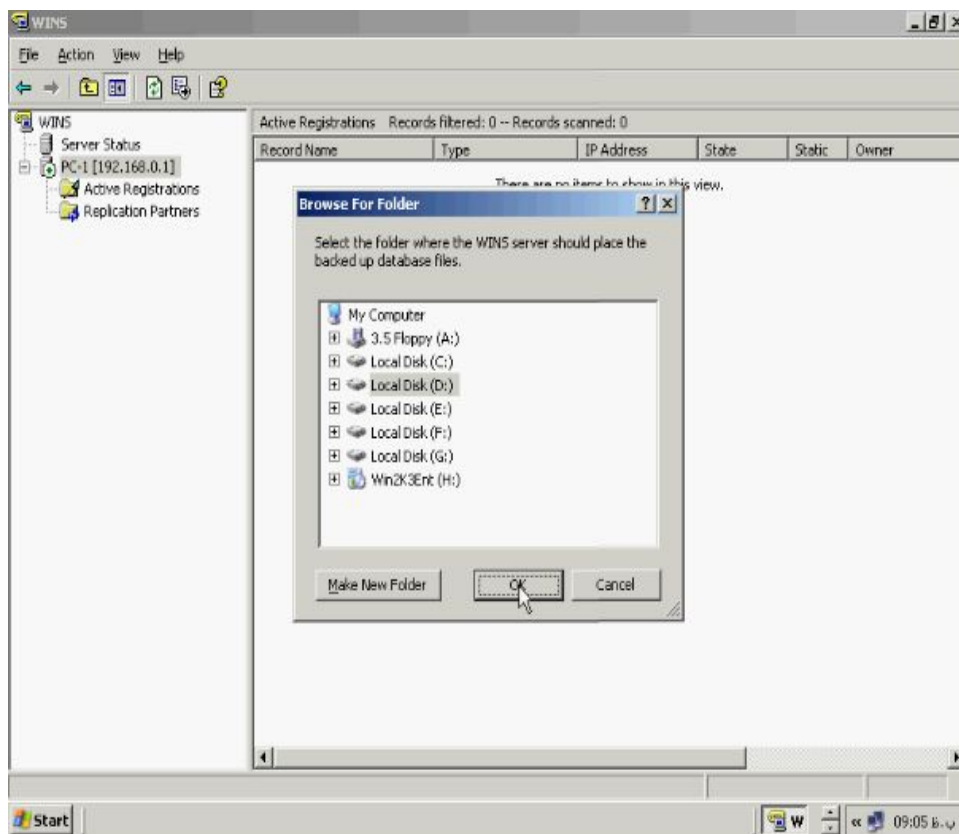 WINS
File Action View Help
WINS
Server Status
PC-1 [192.168.0.1]
Active Registrations
Replication Partners
Active Registrations Records filtered: 0 -- Records scanned: 0
Record Name Type IP Address State Static Owner
There are no items to show in this view.
Browse For Folder
Select the folder where the WINS server should place the
backed up database files.
My Computer
3.5 Floppy (A:)
Local Disk (C:)
Local Disk (D:)
Local Disk (E:)
Local Disk (F:)
Local Disk (G:)
Win2K3Ent (H:)
Make New Folder OK Cancel
Start W 09:05 ب.ظ